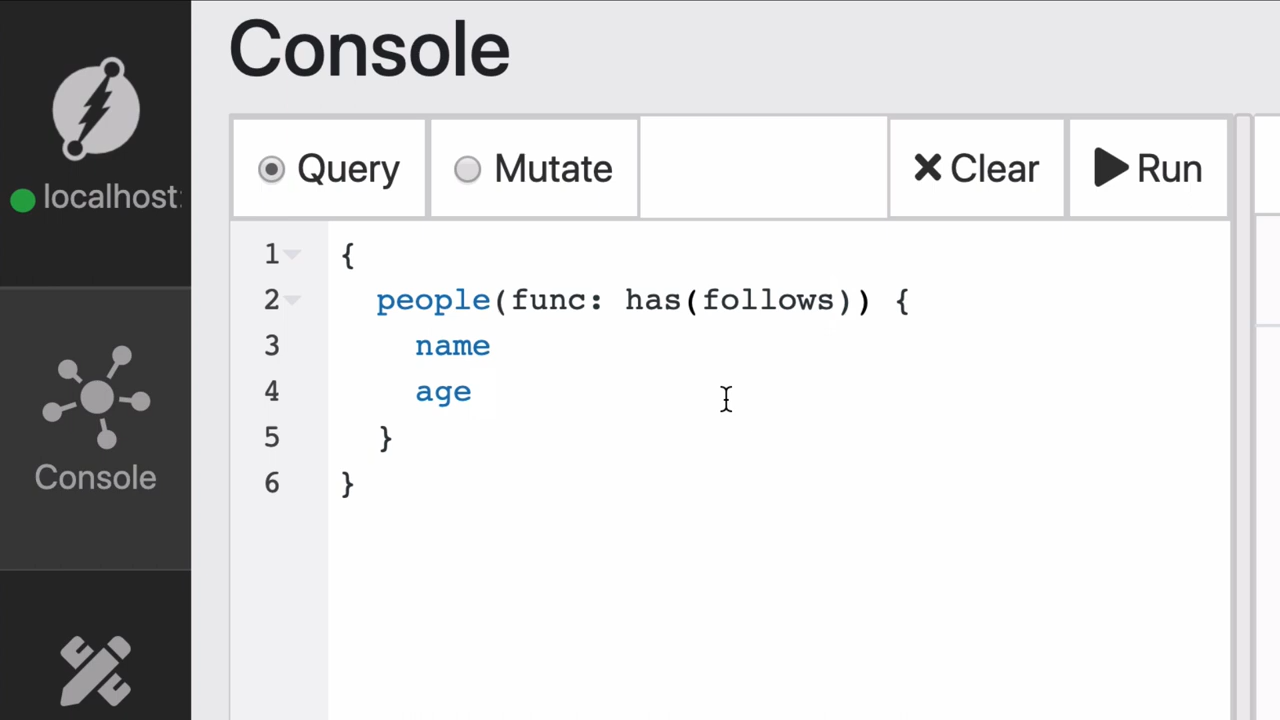 Console
Query
Mutate
Clear
Run
localhost:
1 {
2 people(func: has(follows)) {
3 name
4 age
5 }
6 }
Console